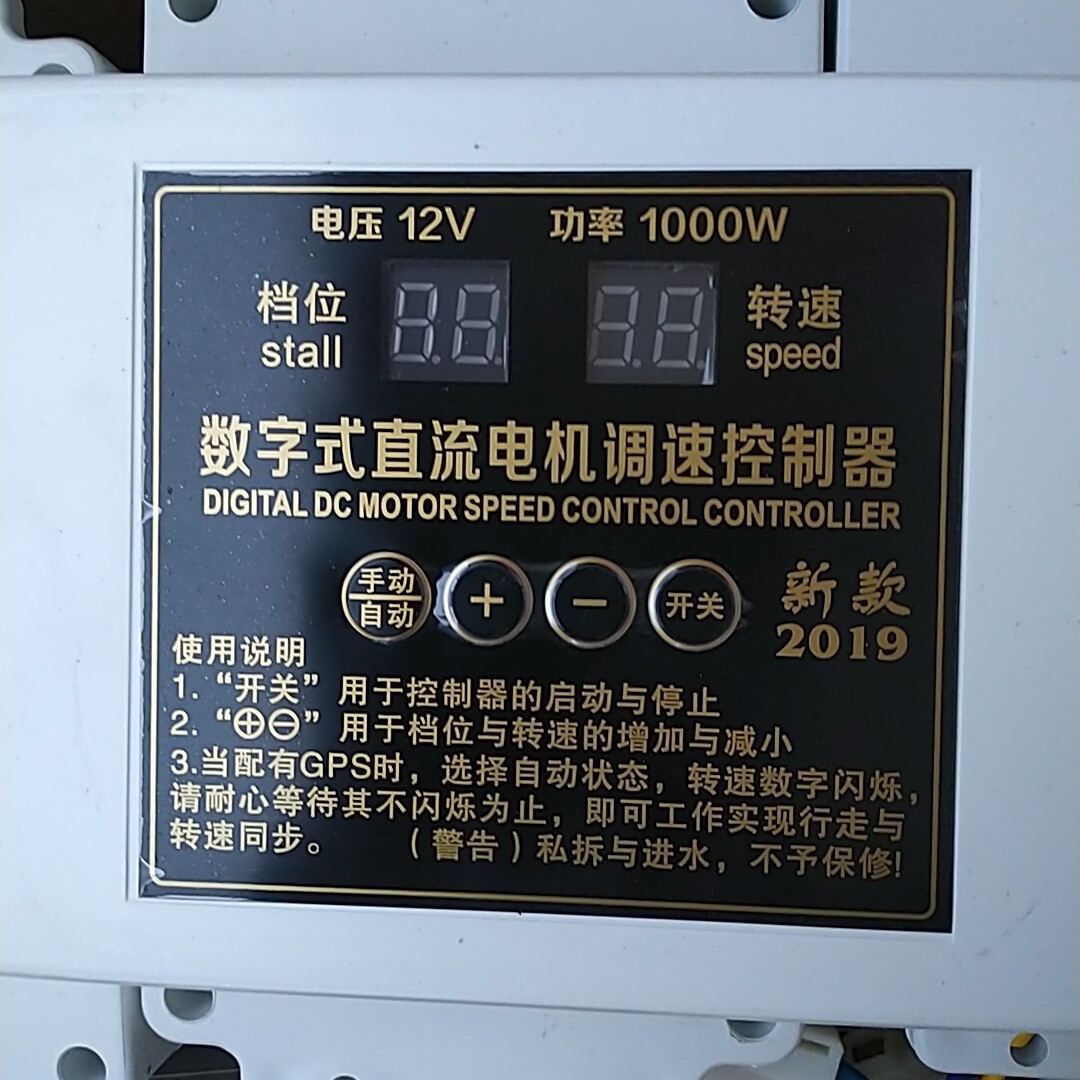 电压 12V 功率 1000W
档位 转速
stall speed
数字式直流电机调速控制器
DIGITAL DC MOTOR SPEED CONTROL CONTROLLER
手动 自动 + − 开关 新款
2019
使用说明
1. “开关” 用于控制器的启动与停止
2. “⊕⊖” 用于档位与转速的增加与减小
3.当配有GPS时，选择自动状态，转速数字闪烁，
请耐心等待其不闪烁为止，即可工作实现行走与
转速同步。 （警告）私拆与进水，不予保修!